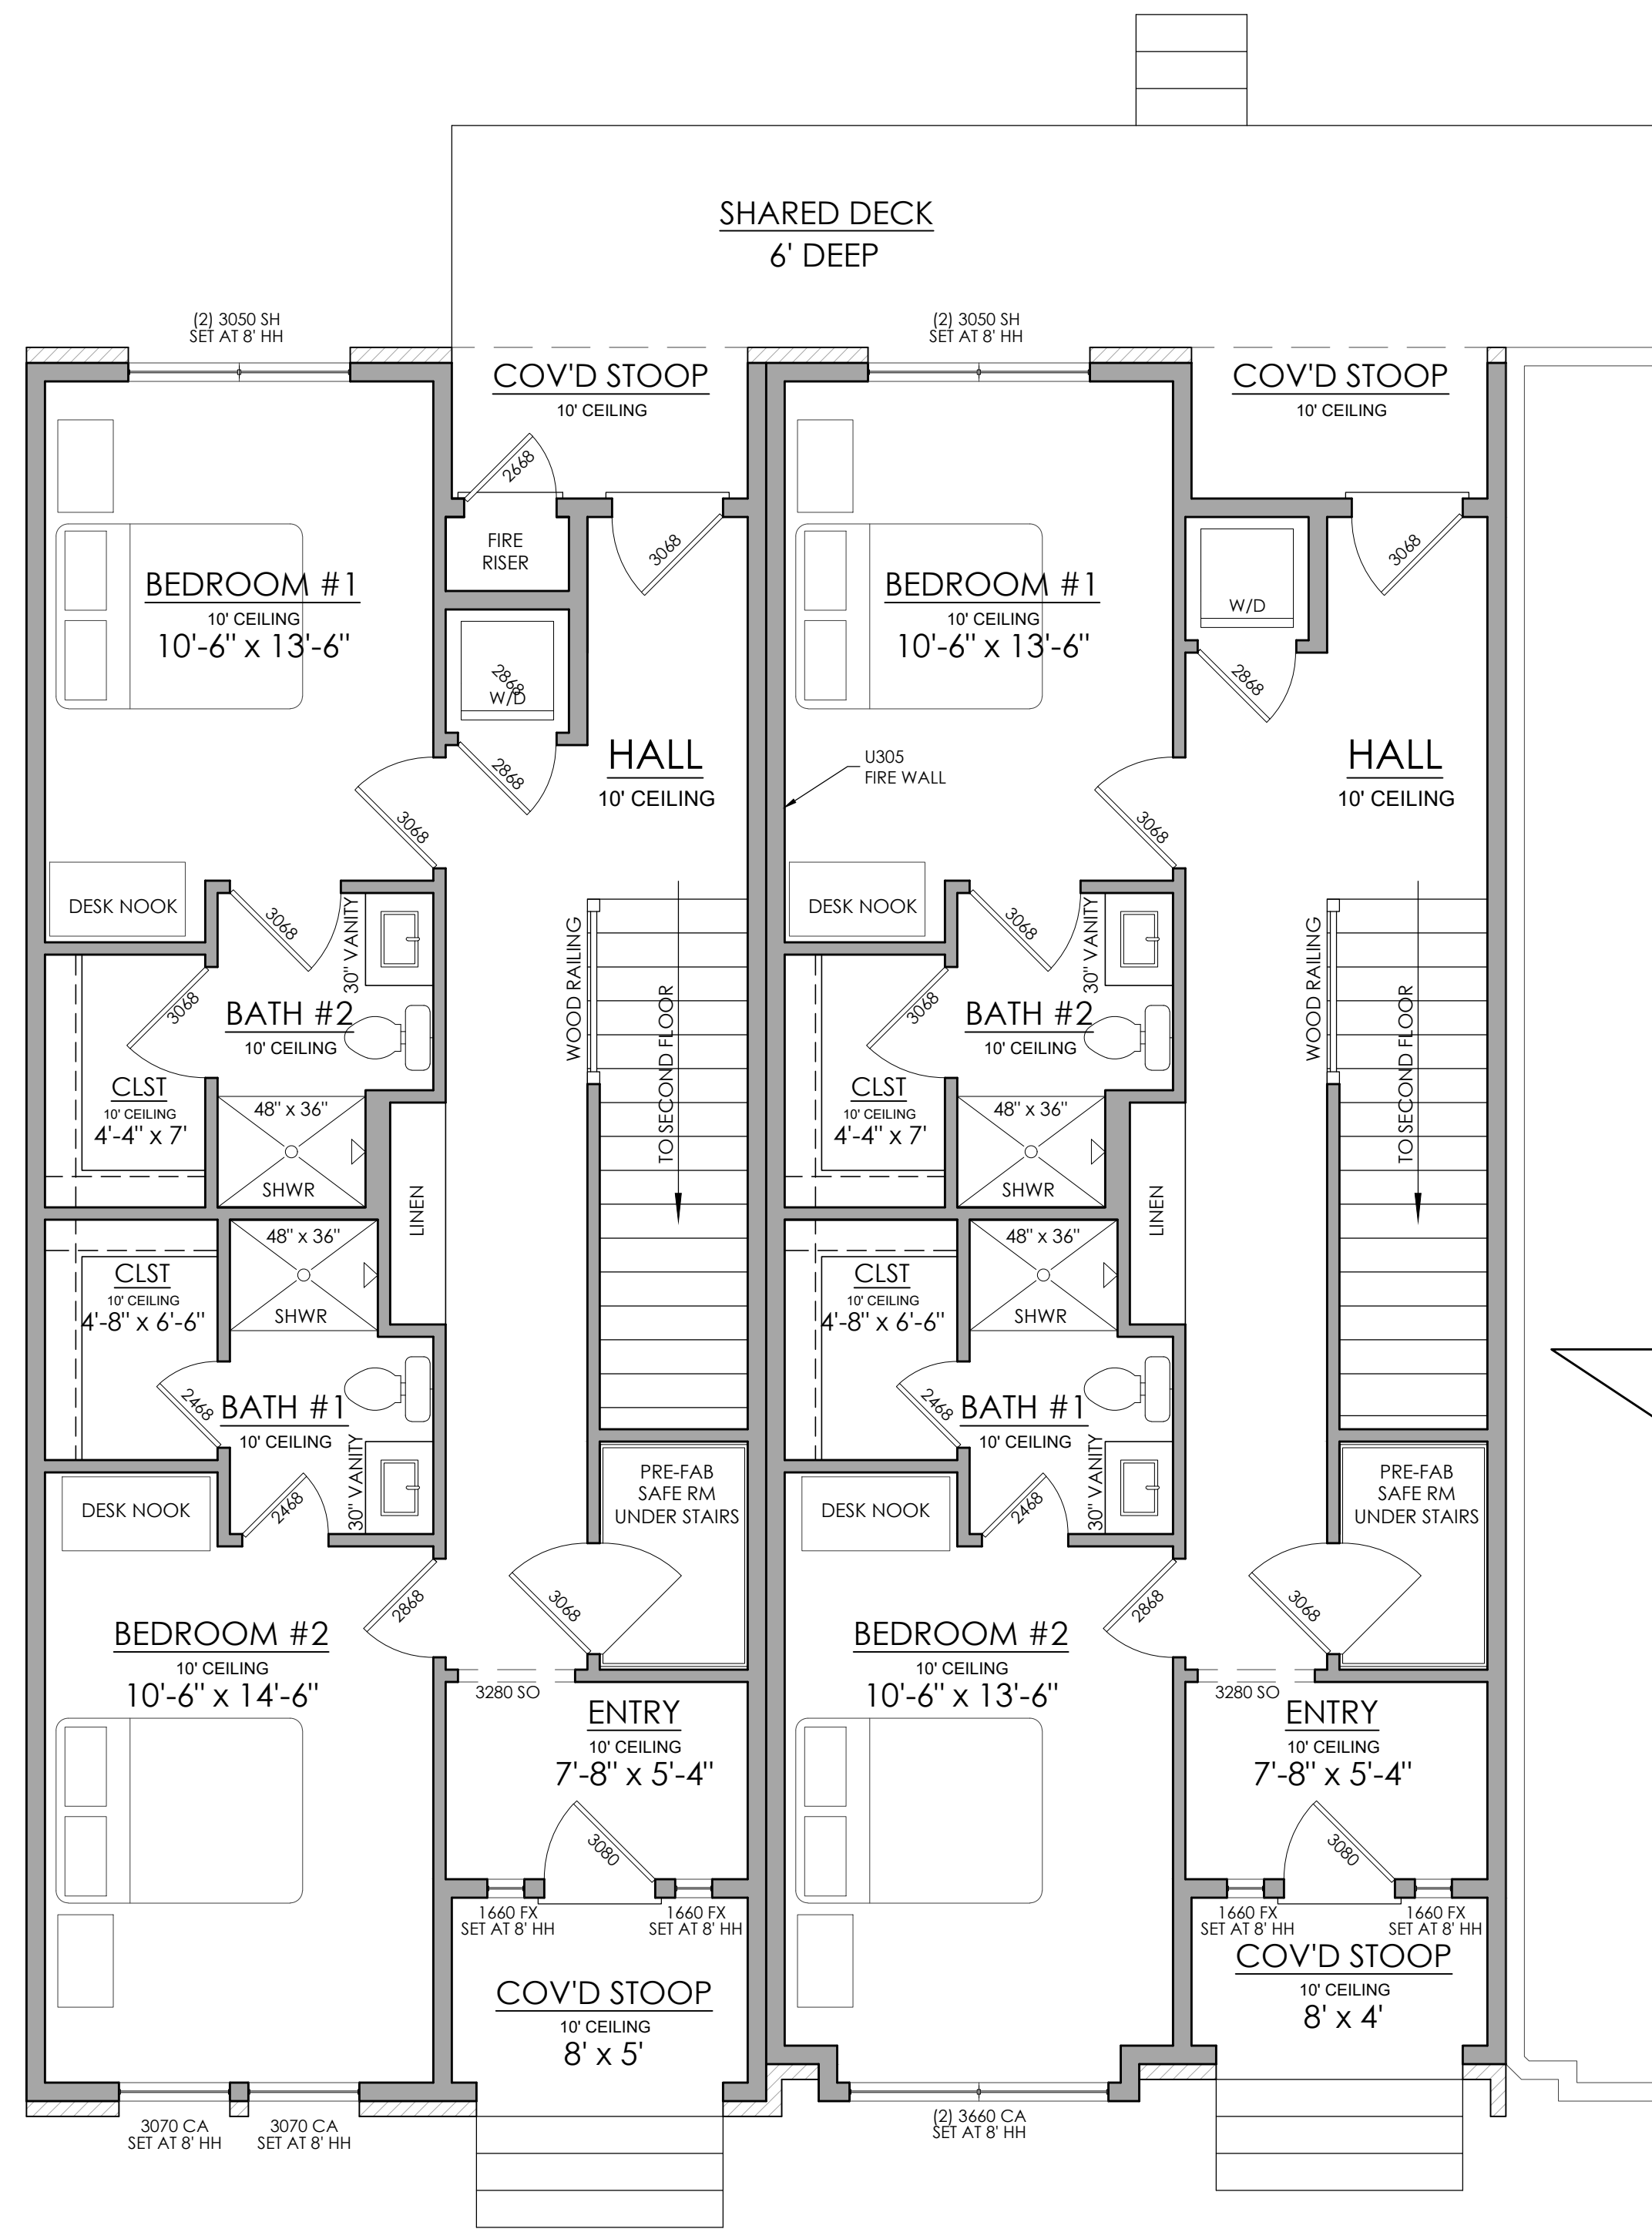 SHARED DECK
6' DEEP
(2) 3050 SH
SET AT 8' HH
(2) 3050 SH
SET AT 8' HH
COV'D STOOP
10' CEILING
COV'D STOOP
10' CEILING
2668
FIRE
RISER
3068
3068
BEDROOM #1
10' CEILING
10'-6" x 13'-6"
BEDROOM #1
10' CEILING
10'-6" x 13'-6"
W/D
2868
2868
W/D
2868
HALL
10' CEILING
U305
FIRE WALL
HALL
10' CEILING
3068
3068
DESK NOOK
3068
30" VANITY
DESK NOOK
3068
30" VANITY
WOOD RAILING
TO SECOND FLOOR
WOOD RAILING
TO SECOND FLOOR
3068
BATH #2
10' CEILING
3068
BATH #2
10' CEILING
CLST
10' CEILING
4'-4" x 7'
48" x 36"
SHWR
LINEN
CLST
10' CEILING
4'-4" x 7'
48" x 36"
SHWR
LINEN
CLST
10' CEILING
4'-8" x 6'-6"
48" x 36"
SHWR
CLST
10' CEILING
4'-8" x 6'-6"
48" x 36"
SHWR
2468
BATH #1
10' CEILING
30" VANITY
2468
BATH #1
10' CEILING
30" VANITY
DESK NOOK
2468
PRE-FAB
SAFE RM
UNDER STAIRS
DESK NOOK
2468
PRE-FAB
SAFE RM
UNDER STAIRS
2868
3068
2868
3068
BEDROOM #2
10' CEILING
10'-6" x 14'-6"
3280 SO
BEDROOM #2
10' CEILING
10'-6" x 13'-6"
3280 SO
ENTRY
10' CEILING
7'-8" x 5'-4"
ENTRY
10' CEILING
7'-8" x 5'-4"
3080
3080
1660 FX
SET AT 8' HH
1660 FX
SET AT 8' HH
1660 FX
SET AT 8' HH
1660 FX
SET AT 8' HH
COV'D STOOP
10' CEILING
8' x 5'
COV'D STOOP
10' CEILING
8' x 4'
3070 CA
SET AT 8' HH
3070 CA
SET AT 8' HH
(2) 3660 CA
SET AT 8' HH